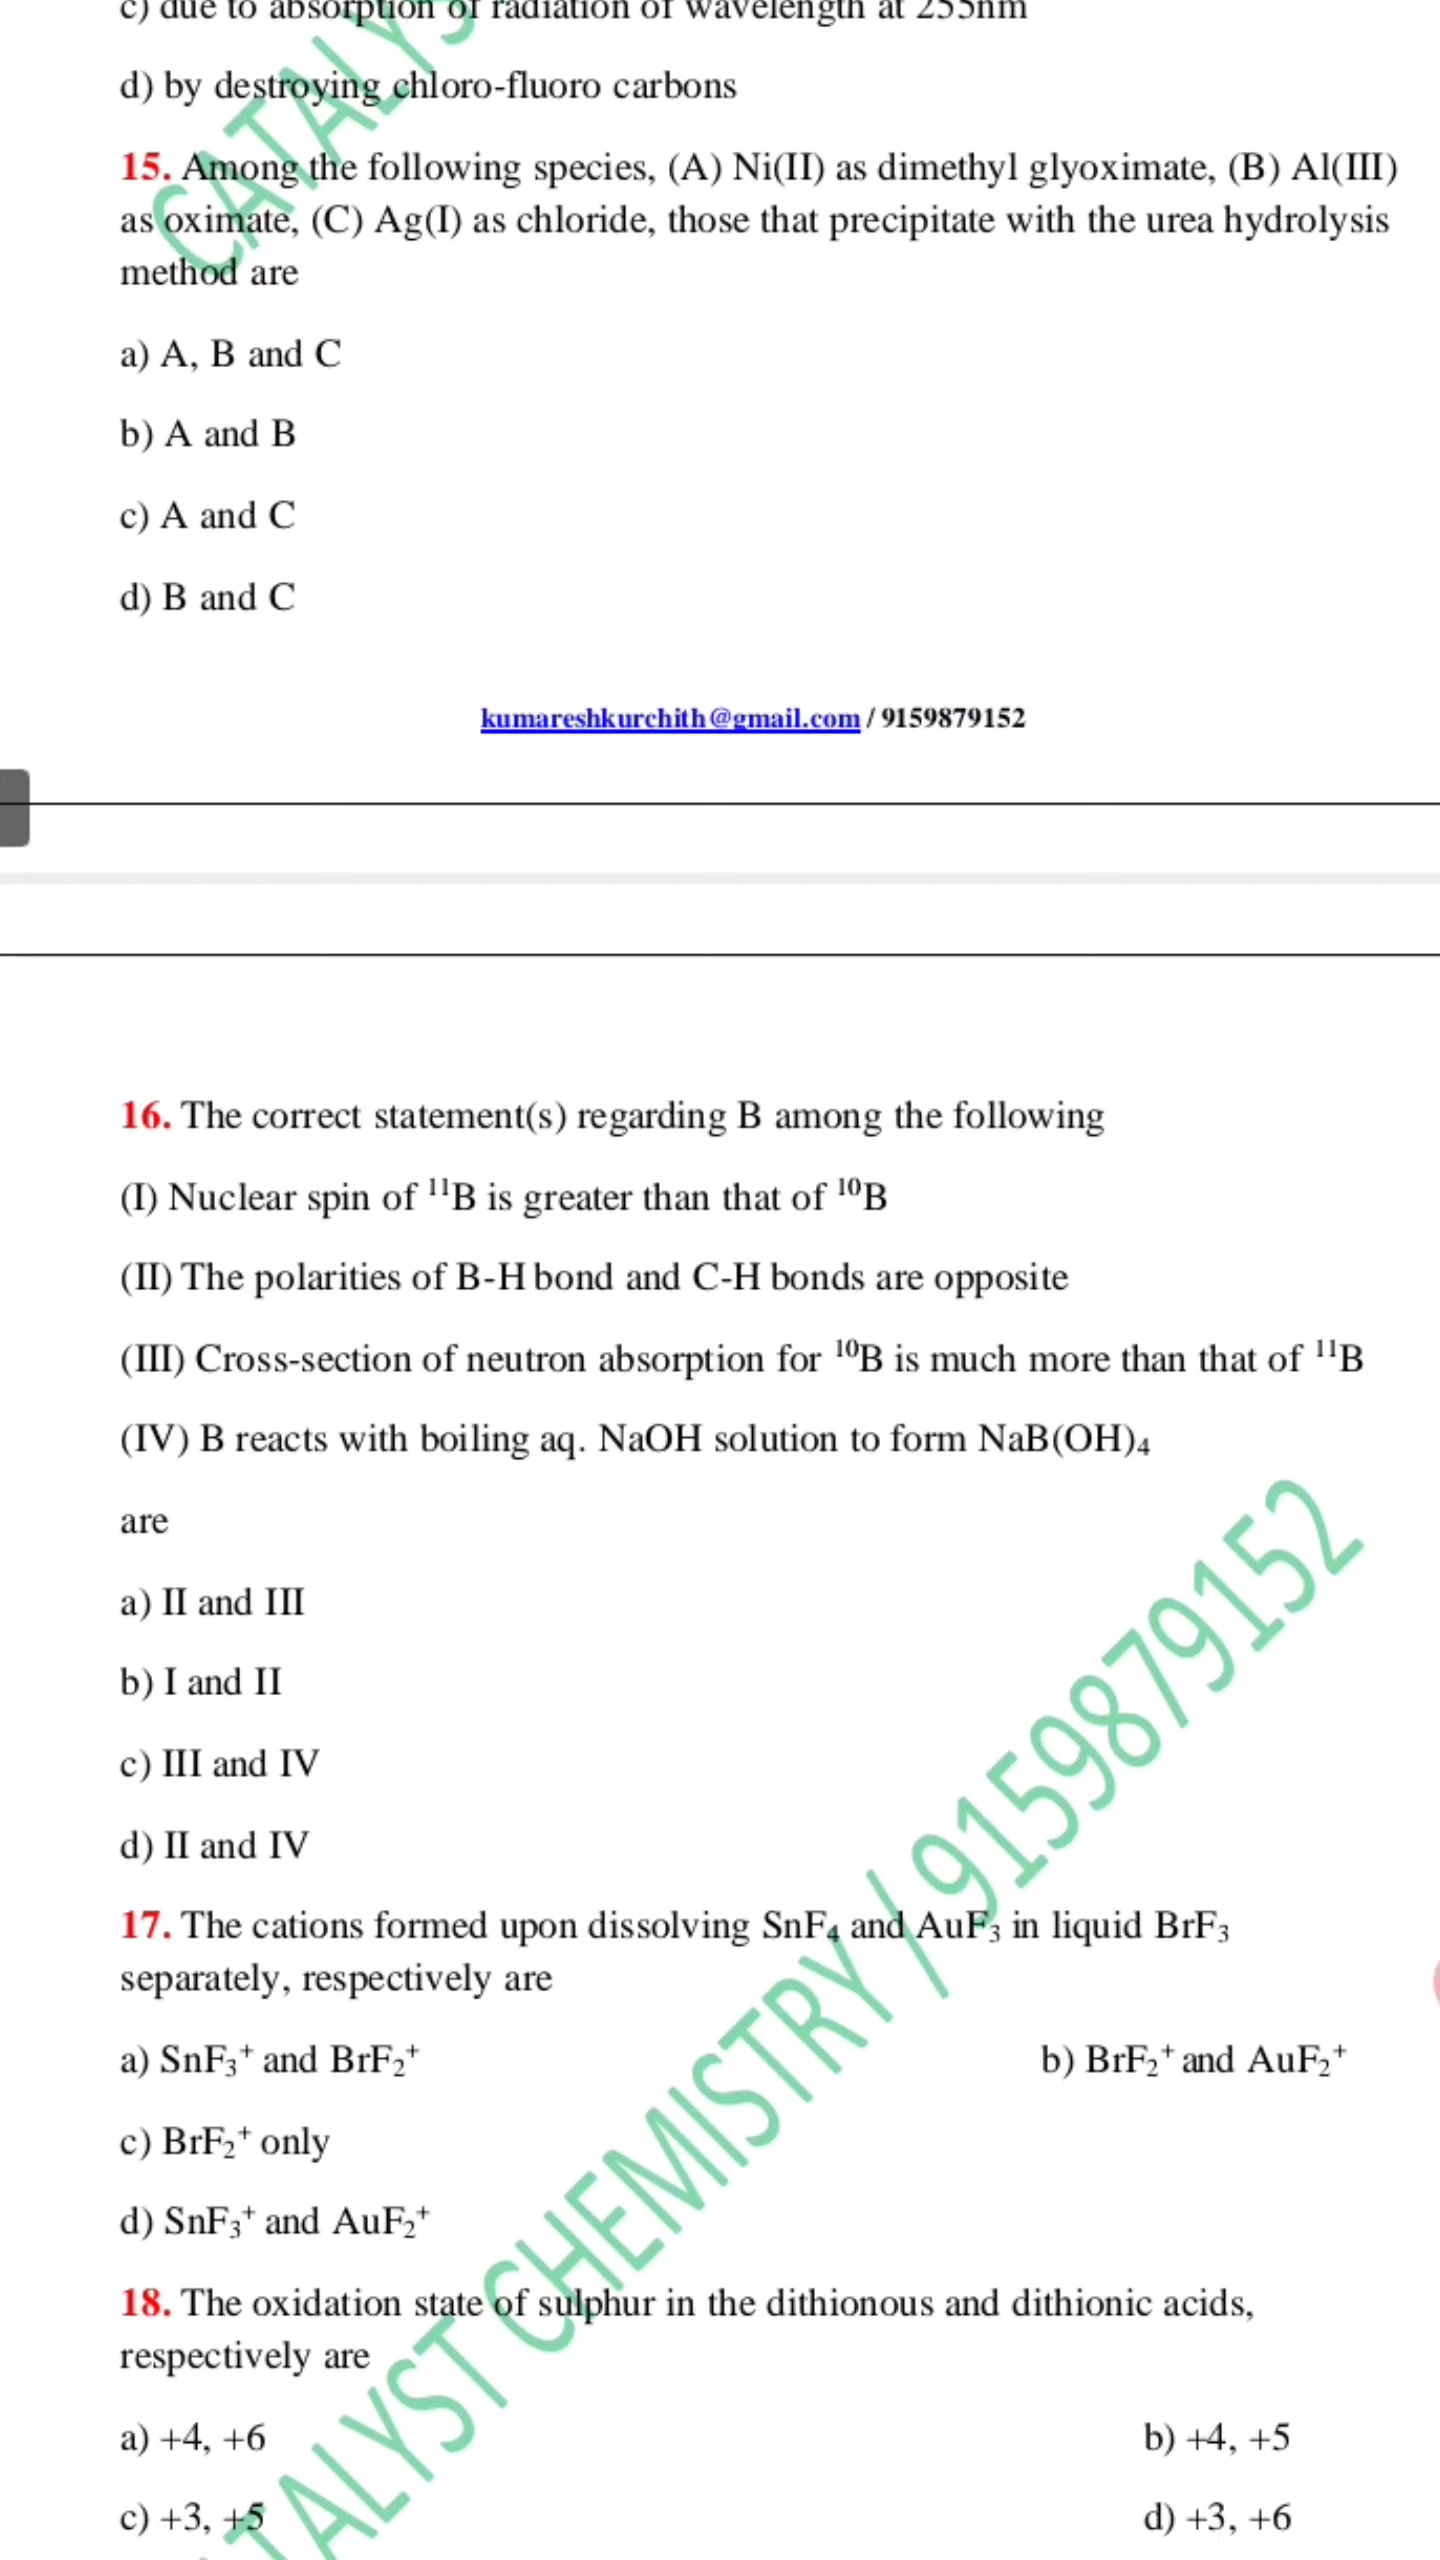 c) due to absorption of radiation of wavelength at 255nm
d) by destroying chloro-fluoro carbons
15. Among the following species, (A) Ni(II) as dimethyl glyoximate, (B) Al(III)
as oximate, (C) Ag(I) as chloride, those that precipitate with the urea hydrolysis
method are
a) A, B and C
b) A and B
c) A and C
d) B and C
kumareshkurchith@gmail.com / 9159879152
16. The correct statement(s) regarding B among the following
(I) Nuclear spin of ¹¹B is greater than that of ¹⁰B
(II) The polarities of B-H bond and C-H bonds are opposite
(III) Cross-section of neutron absorption for ¹⁰B is much more than that of ¹¹B
(IV) B reacts with boiling aq. NaOH solution to form NaB(OH)₄
are
a) II and III
b) I and II
c) III and IV
d) II and IV
17. The cations formed upon dissolving SnF₄ and AuF₃ in liquid BrF₃
separately, respectively are
a) SnF₃⁺ and BrF₂⁺ b) BrF₂⁺ and AuF₂⁺
c) BrF₂⁺ only
d) SnF₃⁺ and AuF₂⁺
18. The oxidation state of sulphur in the dithionous and dithionic acids,
respectively are
a) +4, +6 b) +4, +5
c) +3, +5 d) +3, +6
CATALYS
TALYST CHEMISTRY / 9159879152